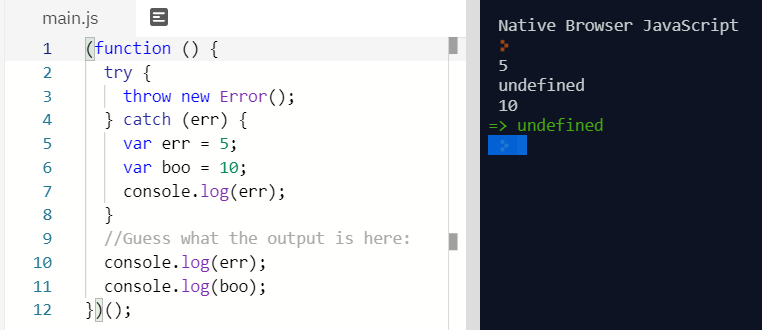 main.js
1 (function () {
2 try {
3 throw new Error();
4 } catch (err) {
5 var err = 5;
6 var boo = 10;
7 console.log(err);
8 }
9 //Guess what the output is here:
10 console.log(err);
11 console.log(boo);
12 })();
Native Browser JavaScript
5
undefined
10
=> undefined